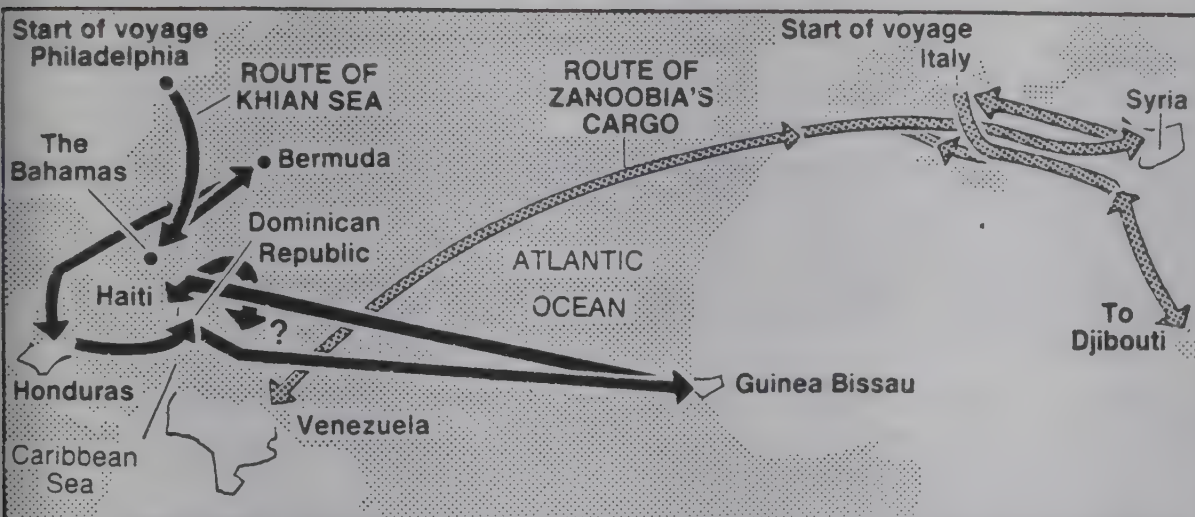 Start of voyage
Philadelphia
ROUTE OF
KHIAN SEA
The
Bahamas
Bermuda
Dominican
Republic
Haiti
?
Honduras
Caribbean
Sea
Venezuela
ATLANTIC
OCEAN
Guinea Bissau
ROUTE OF
ZANOOBIA'S
CARGO
Start of voyage
Italy
Syria
To
Djibouti